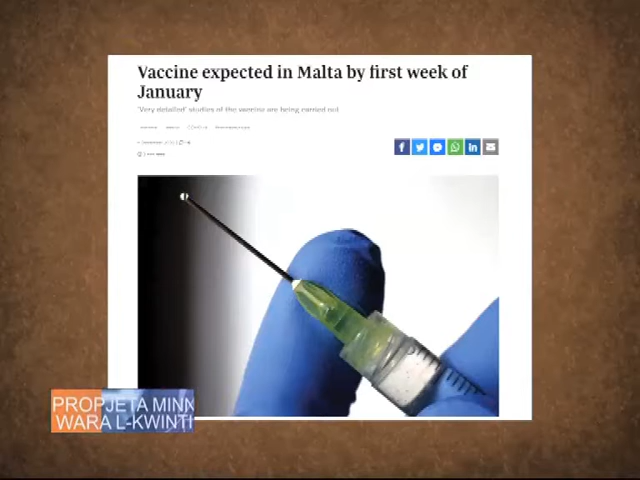 Vaccine expected in Malta by first week of
January
'Very detailed' studies of the vaccine are being carried out
PROPJETA MINN
WARA L-KWINTI